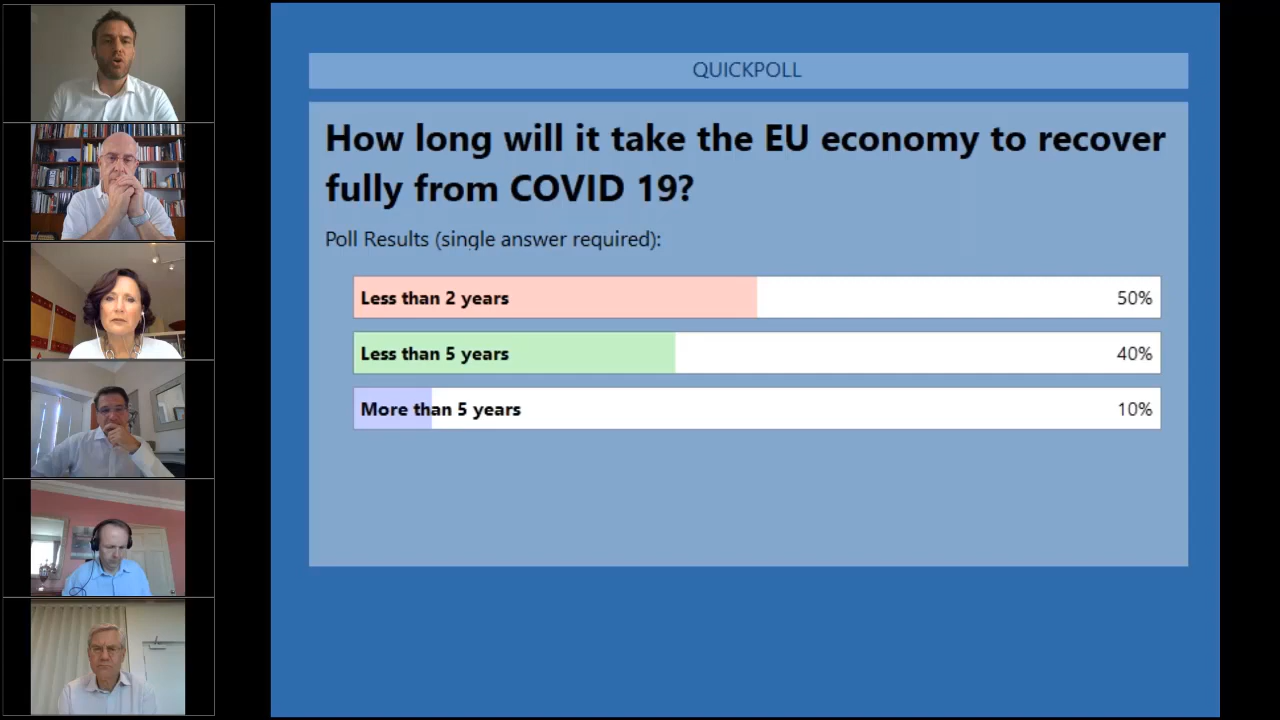 QUICKPOLL
How long will it take the EU economy to recover
fully from COVID 19?
Poll Results (single answer required):
Less than 2 years 50%
Less than 5 years 40%
More than 5 years 10%